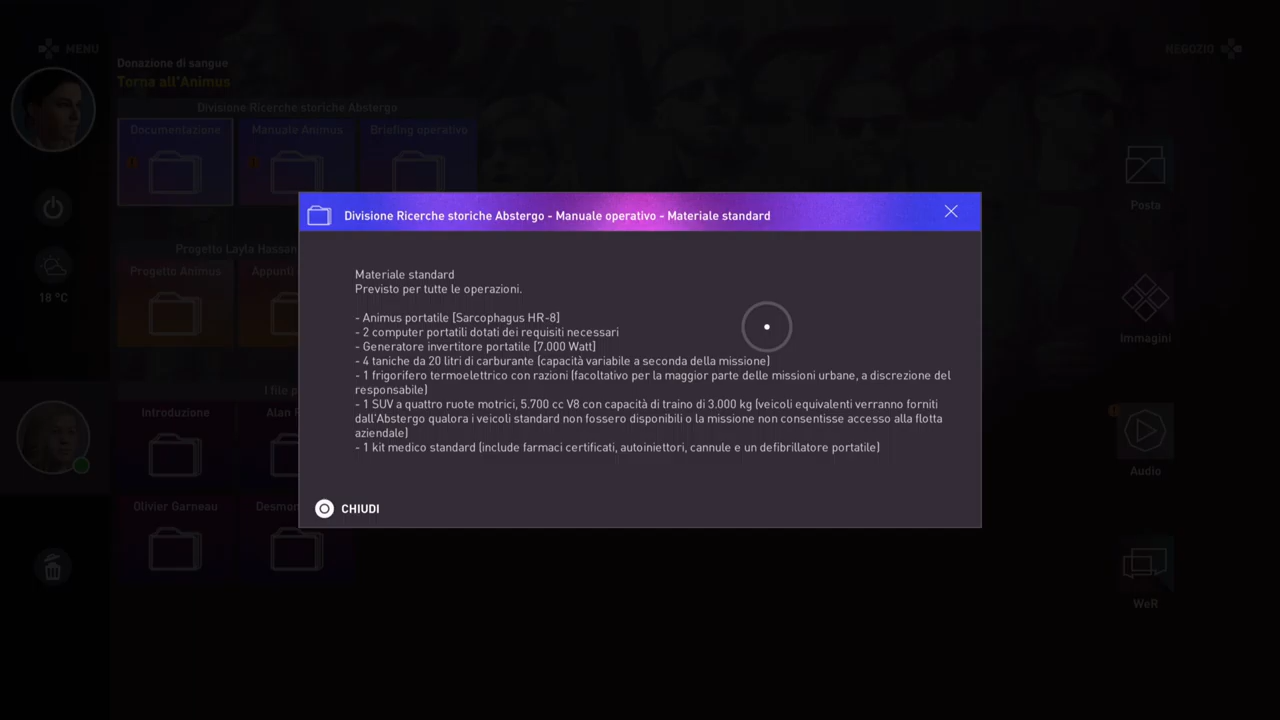 MENU
NEGOZIO
Donazione di sangue
Torna all'Animus
Divisione Ricerche storiche Abstergo
Documentazione
Manuale Animus
Briefing operativo
Divisione Ricerche storiche Abstergo - Manuale operativo - Materiale standard
Materiale standard
Previsto per tutte le operazioni.
- Animus portatile [Sarcophagus HR-8]
- 2 computer portatili dotati dei requisiti necessari
- Generatore invertitore portatile [7.000 Watt]
- 4 taniche da 20 litri di carburante (capacità variabile a seconda della missione)
- 1 frigorifero termoelettrico con razioni (facoltativo per la maggior parte delle missioni urbane, a discrezione del
responsabile)
- 1 SUV a quattro ruote motrici, 5.700 cc V8 con capacità di traino di 3.000 kg (veicoli equivalenti verranno forniti
dall'Abstergo qualora i veicoli standard non fossero disponibili o la missione non consentisse accesso alla flotta
aziendale)
- 1 kit medico standard (include farmaci certificati, autoiniettori, cannule e un defibrillatore portatile)
CHIUDI
18 °C
Progetto Layla Hassan
Progetto Animus
Appunti
I file
Introduzione
Alan
Olivier Garneau
Desmon
Posta
Immagini
Audio
WeR